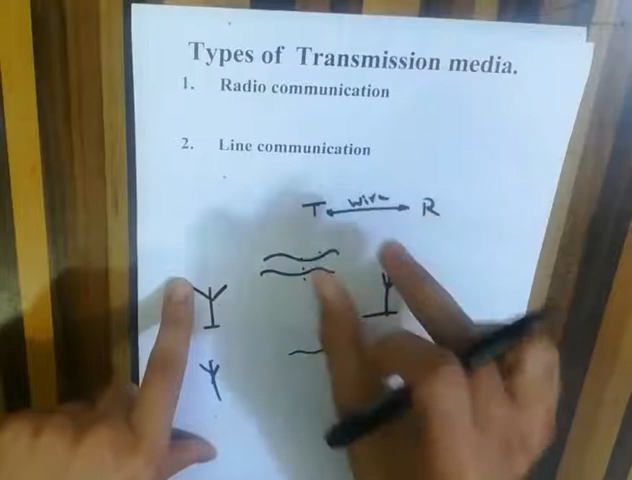 Types of Transmission media.
1. Radio communication
2. Line communication
T wire R